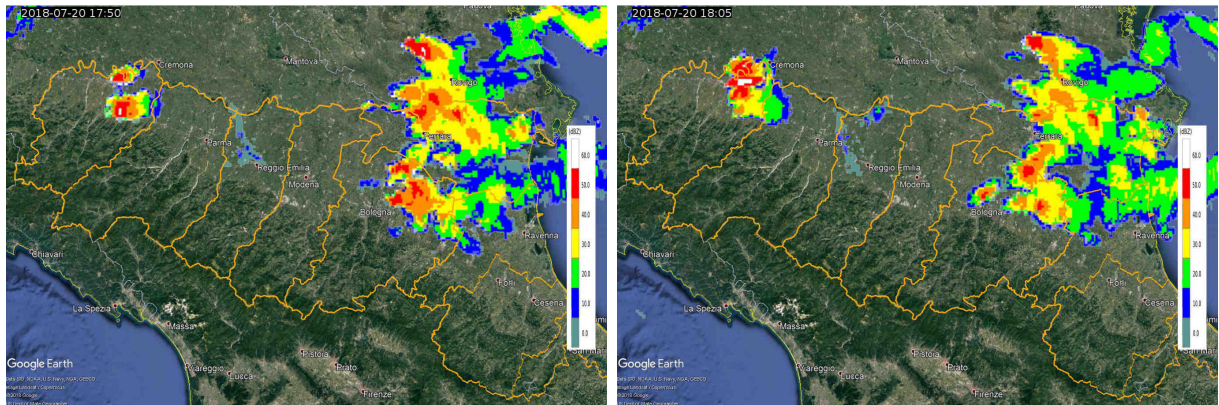 2018-07-20 17:50
Padova
Cremona
Mantova
Rovigo
Ferrara
Parma
Reggio Emilia
Modena
Bologna
Ravenna
Chiavari
Forlì
Cesena
La Spezia
Massa
Pistoia
Prato
Viareggio
Lucca
Firenze
(dBZ)
60.0
50.0
40.0
30.0
20.0
10.0
0.0
Google Earth
2018-07-20 18:05
Padova
Cremona
Mantova
Rovigo
Ferrara
Parma
Reggio Emilia
Modena
Bologna
Ravenna
Chiavari
Forlì
Cesena
La Spezia
Massa
Pistoia
Prato
Viareggio
Lucca
Firenze
(dBZ)
60.0
50.0
40.0
30.0
20.0
10.0
0.0
Google Earth